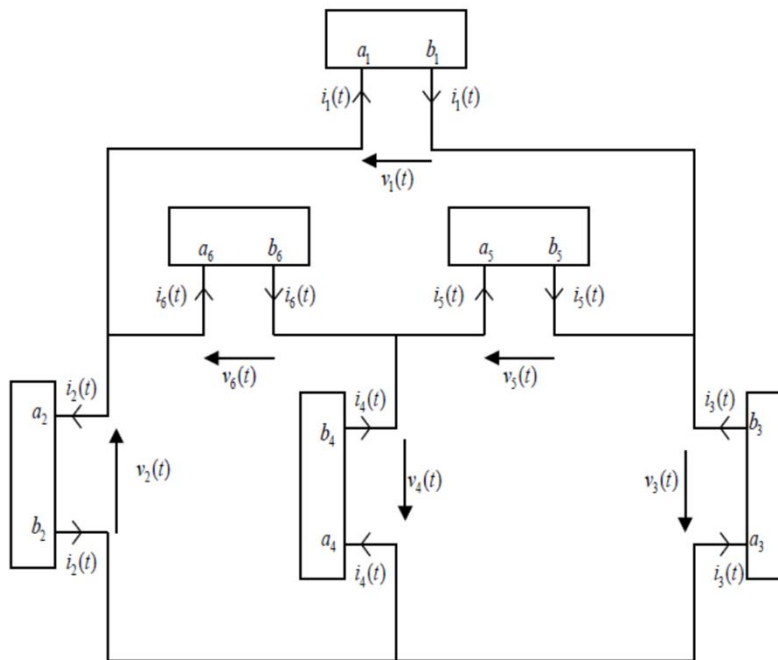 a₁ b₁
i₁(t) i₁(t)
v₁(t)
a₆ b₆ a₅ b₅
i₆(t) i₆(t) i₅(t) i₅(t)
v₆(t) v₅(t)
i₂(t) i₄(t) i₃(t)
a₂ b₄ b₃
v₂(t) v₄(t) v₃(t)
b₂ a₄ a₃
i₂(t) i₄(t) i₃(t)